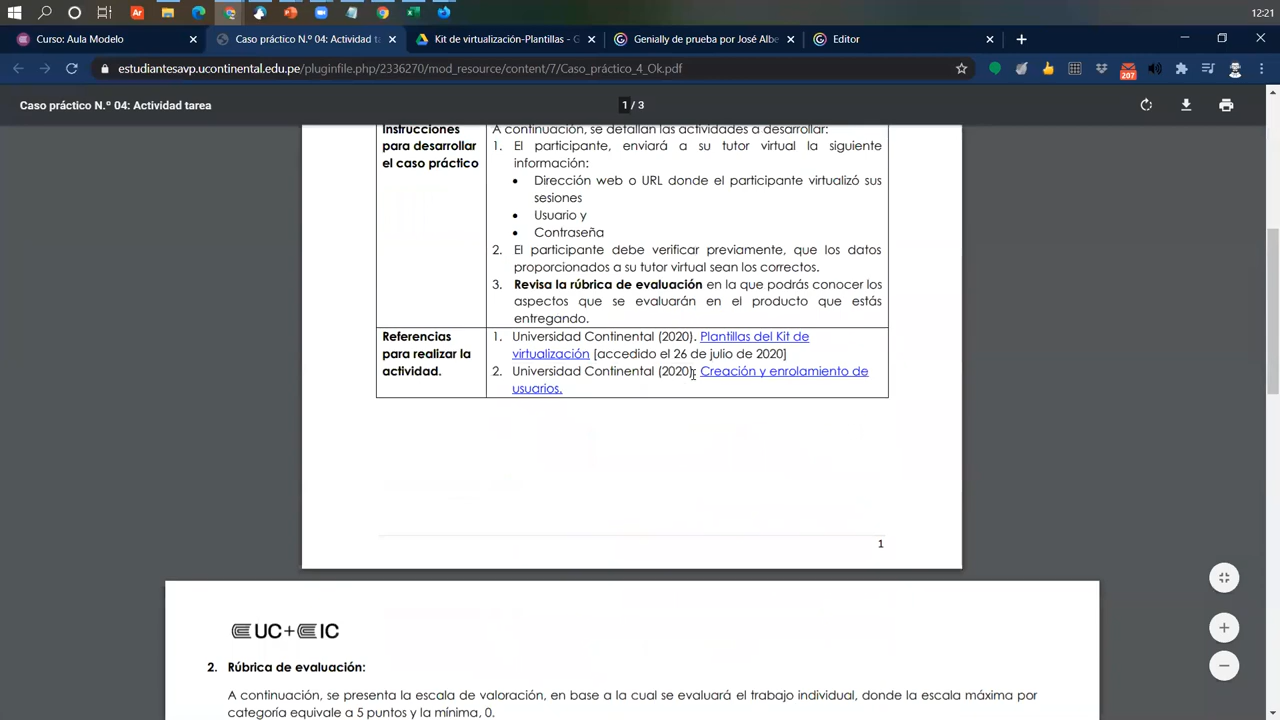 12:21
Curso: Aula Modelo
Caso práctico N.º 04: Actividad ta
Kit de virtualización-Plantillas - G
Genially de prueba por José Albe
Editor
estudiantesavp.ucontinental.edu.pe/pluginfile.php/2336270/mod_resource/content/7/Caso_práctico_4_Ok.pdf
207
Caso práctico N.º 04: Actividad tarea
1 / 3
Instrucciones para desarrollar el caso práctico
A continuación, se detallan las actividades a desarrollar:
1. El participante, enviará a su tutor virtual la siguiente
información:
• Dirección web o URL donde el participante virtualizó sus
sesiones
• Usuario y
• Contraseña
2. El participante debe verificar previamente, que los datos
proporcionados a su tutor virtual sean los correctos.
3. Revisa la rúbrica de evaluación en la que podrás conocer los
aspectos que se evaluarán en el producto que estás
entregando.
Referencias para realizar la actividad.
1. Universidad Continental (2020). Plantillas del Kit de
virtualización [accedido el 26 de julio de 2020]
2. Universidad Continental (2020). Creación y enrolamiento de
usuarios.
1
UC+IC
2. Rúbrica de evaluación:
A continuación, se presenta la escala de valoración, en base a la cual se evaluará el trabajo individual, donde la escala máxima por
categoría equivale a 5 puntos y la mínima, 0.